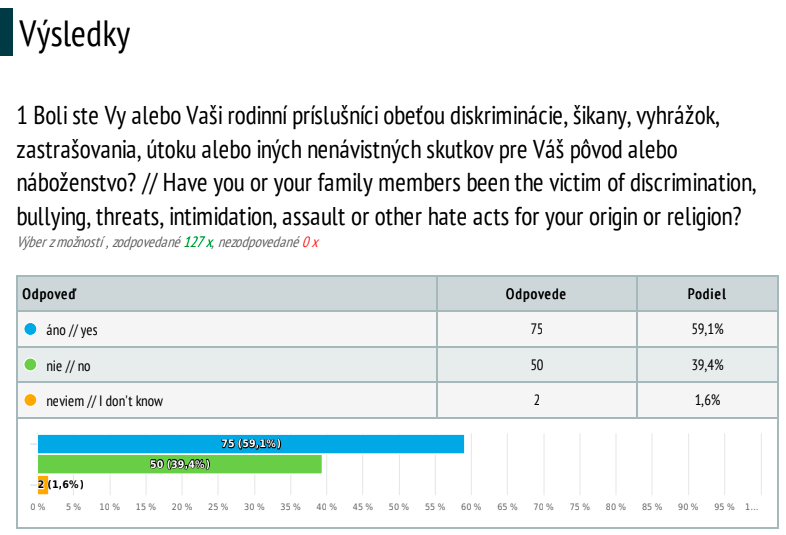 Výsledky
1 Boli ste Vy alebo Vaši rodinní príslušníci obeťou diskriminácie, šikany, vyhrážok,
zastrašovania, útoku alebo iných nenávistných skutkov pre Váš pôvod alebo
náboženstvo? // Have you or your family members been the victim of discrimination,
bullying, threats, intimidation, assault or other hate acts for your origin or religion?
Výber z možností , zodpovedané 127 x, nezodpovedané 0 x
Odpoveď Odpovede Podiel
áno // yes 75 59,1%
nie // no 50 39,4%
neviem // I don't know 2 1,6%
75 (59,1%)
50 (39,4%)
2 (1,6%)
0 % 5 % 10 % 15 % 20 % 25 % 30 % 35 % 40 % 45 % 50 % 55 % 60 % 65 % 70 % 75 % 80 % 85 % 90 % 95 % 1...